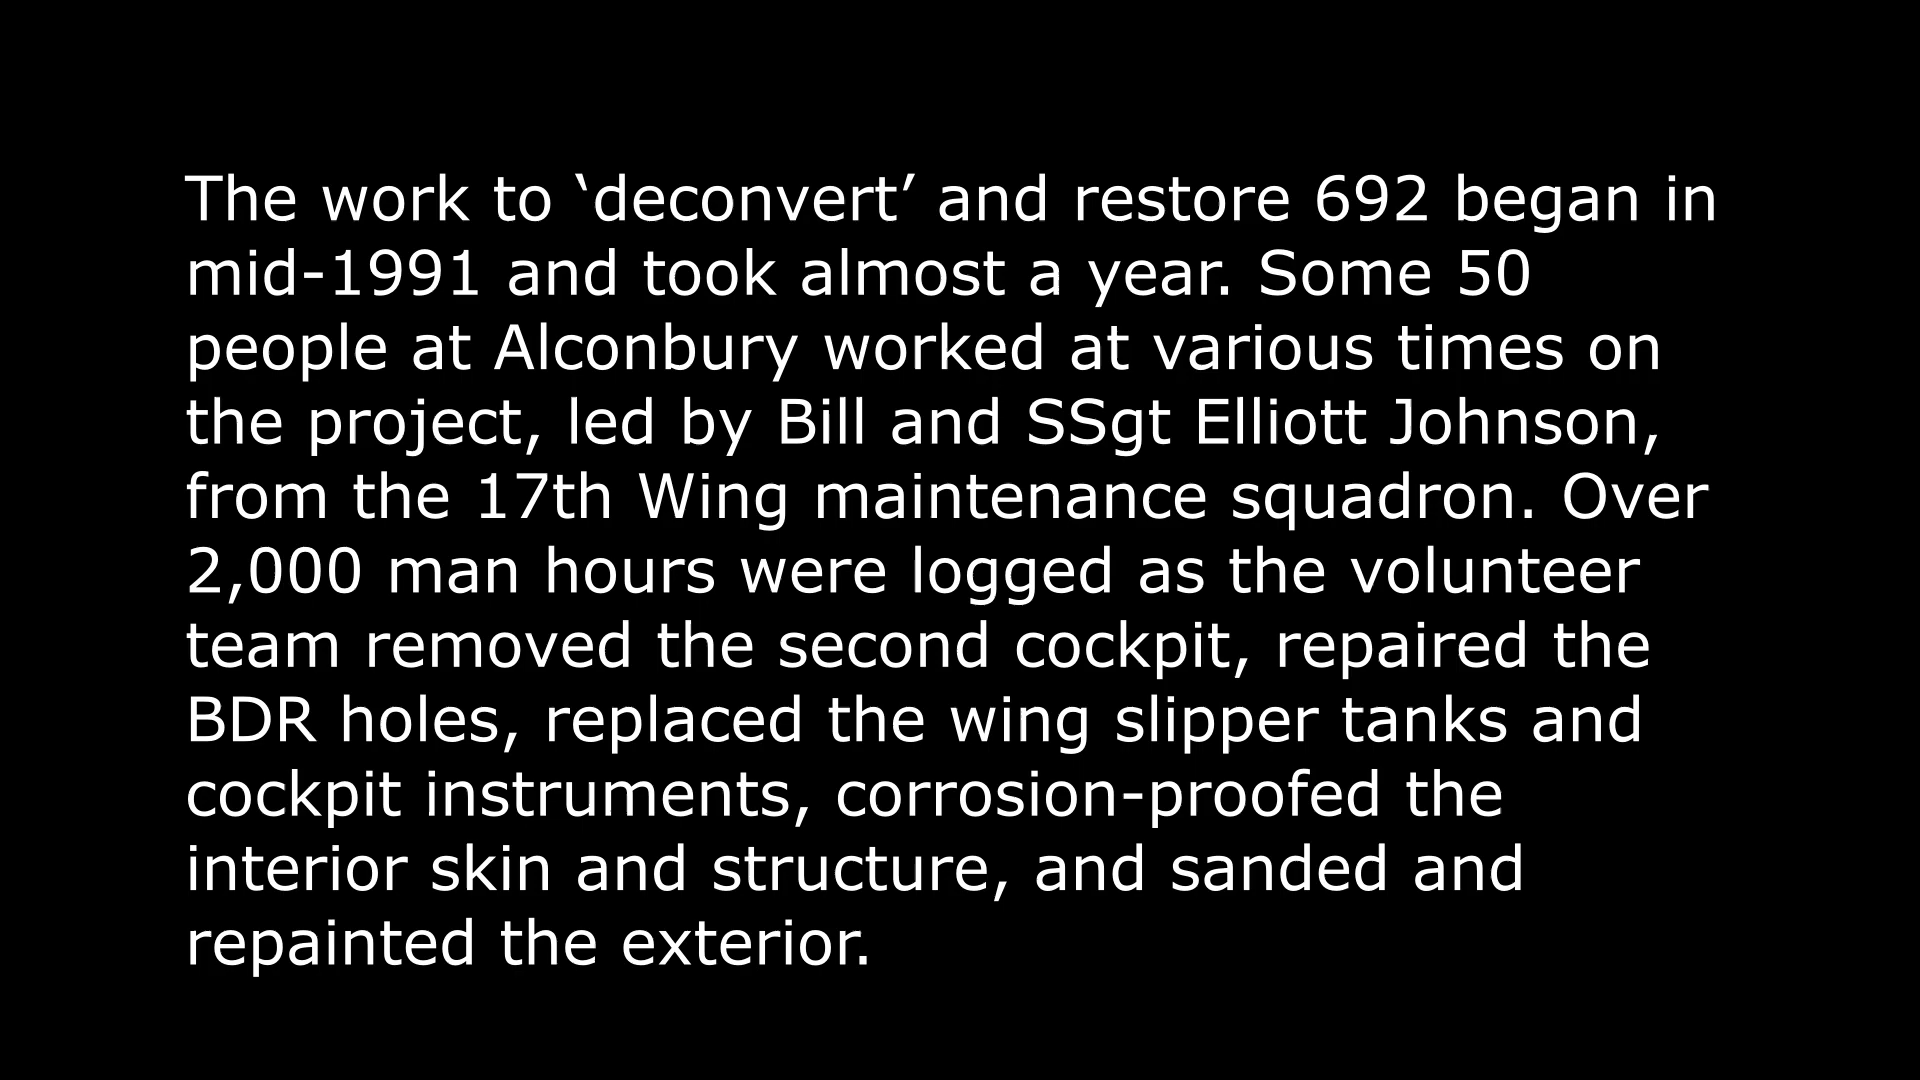 The work to ‘deconvert’ and restore 692 began in
mid-1991 and took almost a year. Some 50
people at Alconbury worked at various times on
the project, led by Bill and SSgt Elliott Johnson,
from the 17th Wing maintenance squadron. Over
2,000 man hours were logged as the volunteer
team removed the second cockpit, repaired the
BDR holes, replaced the wing slipper tanks and
cockpit instruments, corrosion-proofed the
interior skin and structure, and sanded and
repainted the exterior.